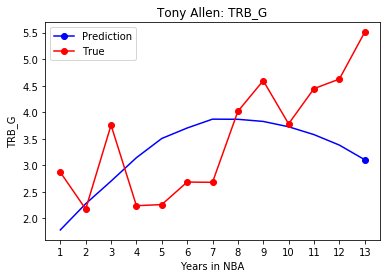 Tony Allen: TRB_G
Prediction
True
5.5
5.0
4.5
4.0
3.5
3.0
2.5
2.0
TRB_G
1 2 3 4 5 6 7 8 9 10 11 12 13
Years in NBA